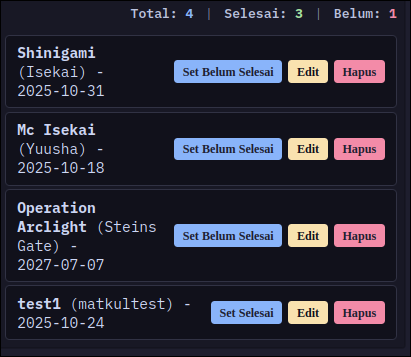 Total: 4 | Selesai: 3 | Belum: 1
Shinigami
(Isekai) -
2025-10-31
Set Belum Selesai Edit Hapus
Mc Isekai
(Yuusha) -
2025-10-18
Set Belum Selesai Edit Hapus
Operation
Arclight (Steins
Gate) -
2027-07-07
Set Belum Selesai Edit Hapus
test1 (matkultest) -
2025-10-24
Set Selesai Edit Hapus